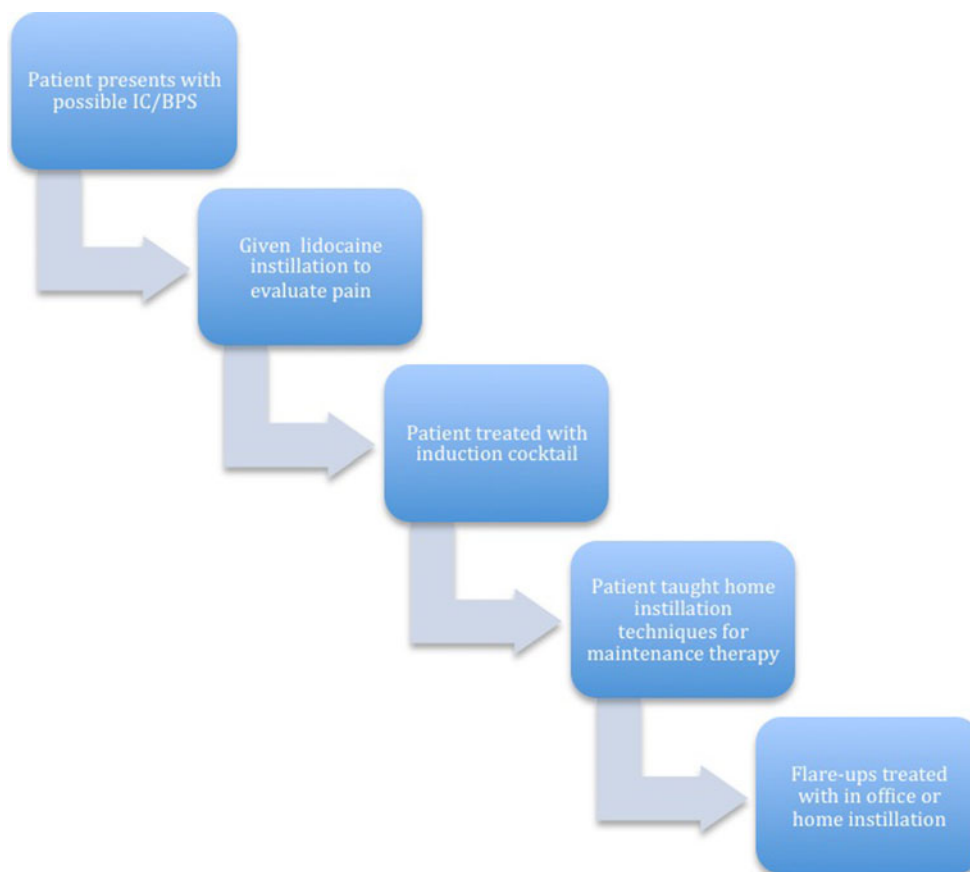 Patient presents with
possible IC/BPS
Given lidocaine
instillation to
evaluate pain
Patient treated with
induction cocktail
Patient taught home
instillation
techniques for
maintenance therapy
Flare-ups treated
with in office or
home instillation